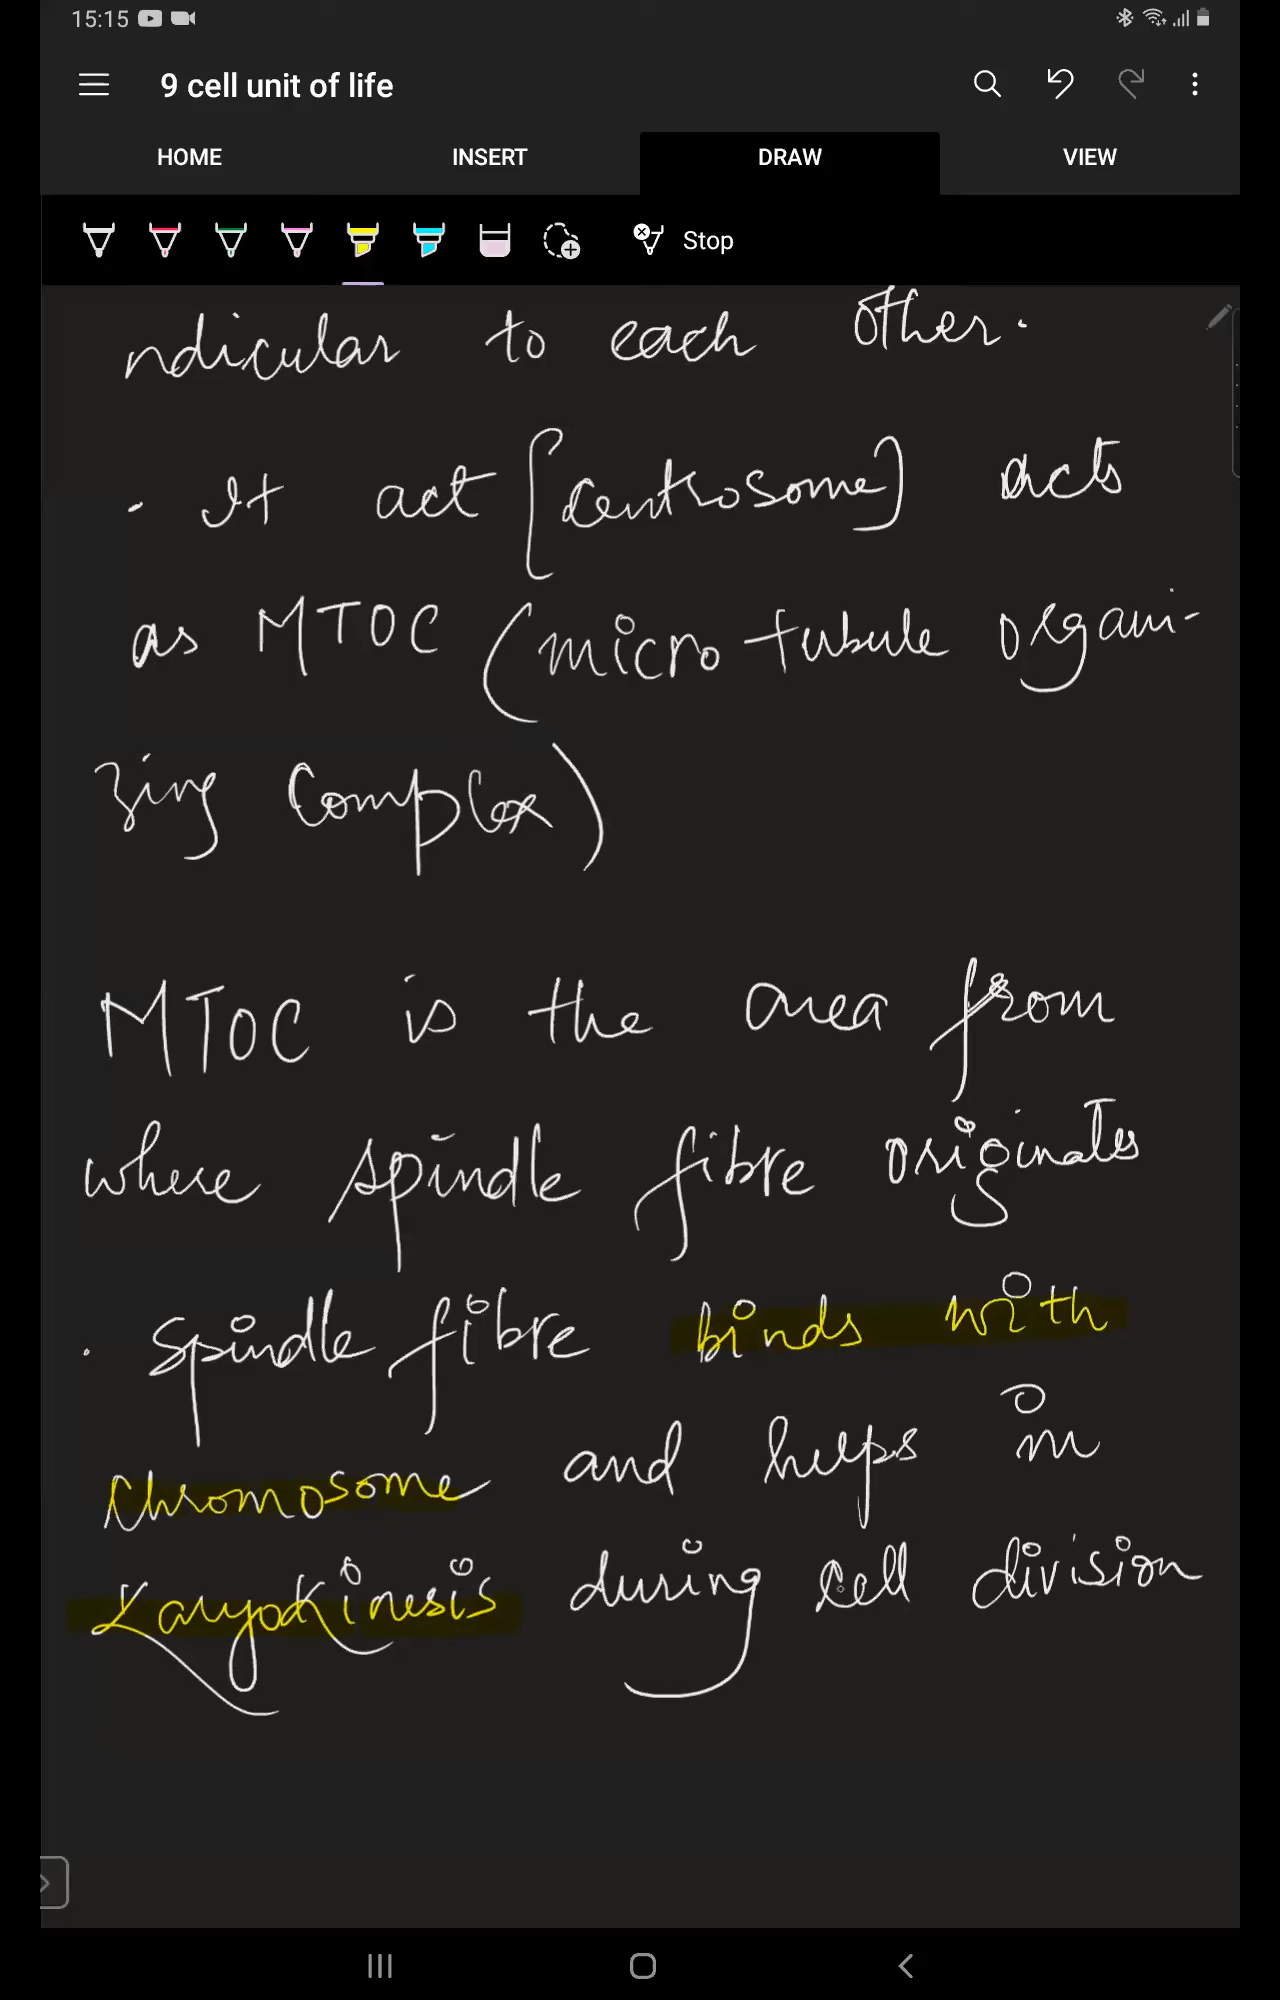 15:15
9 cell unit of life
HOME INSERT DRAW VIEW
Stop
ndicular to each other.
. It act [centrosome] acts
as MTOC (micro tubule organi-
zing complex)
MTOC is the area from
where spindle fibre originates
. spindle fibre binds with
chromosome and helps in
karyokinesis during cell division